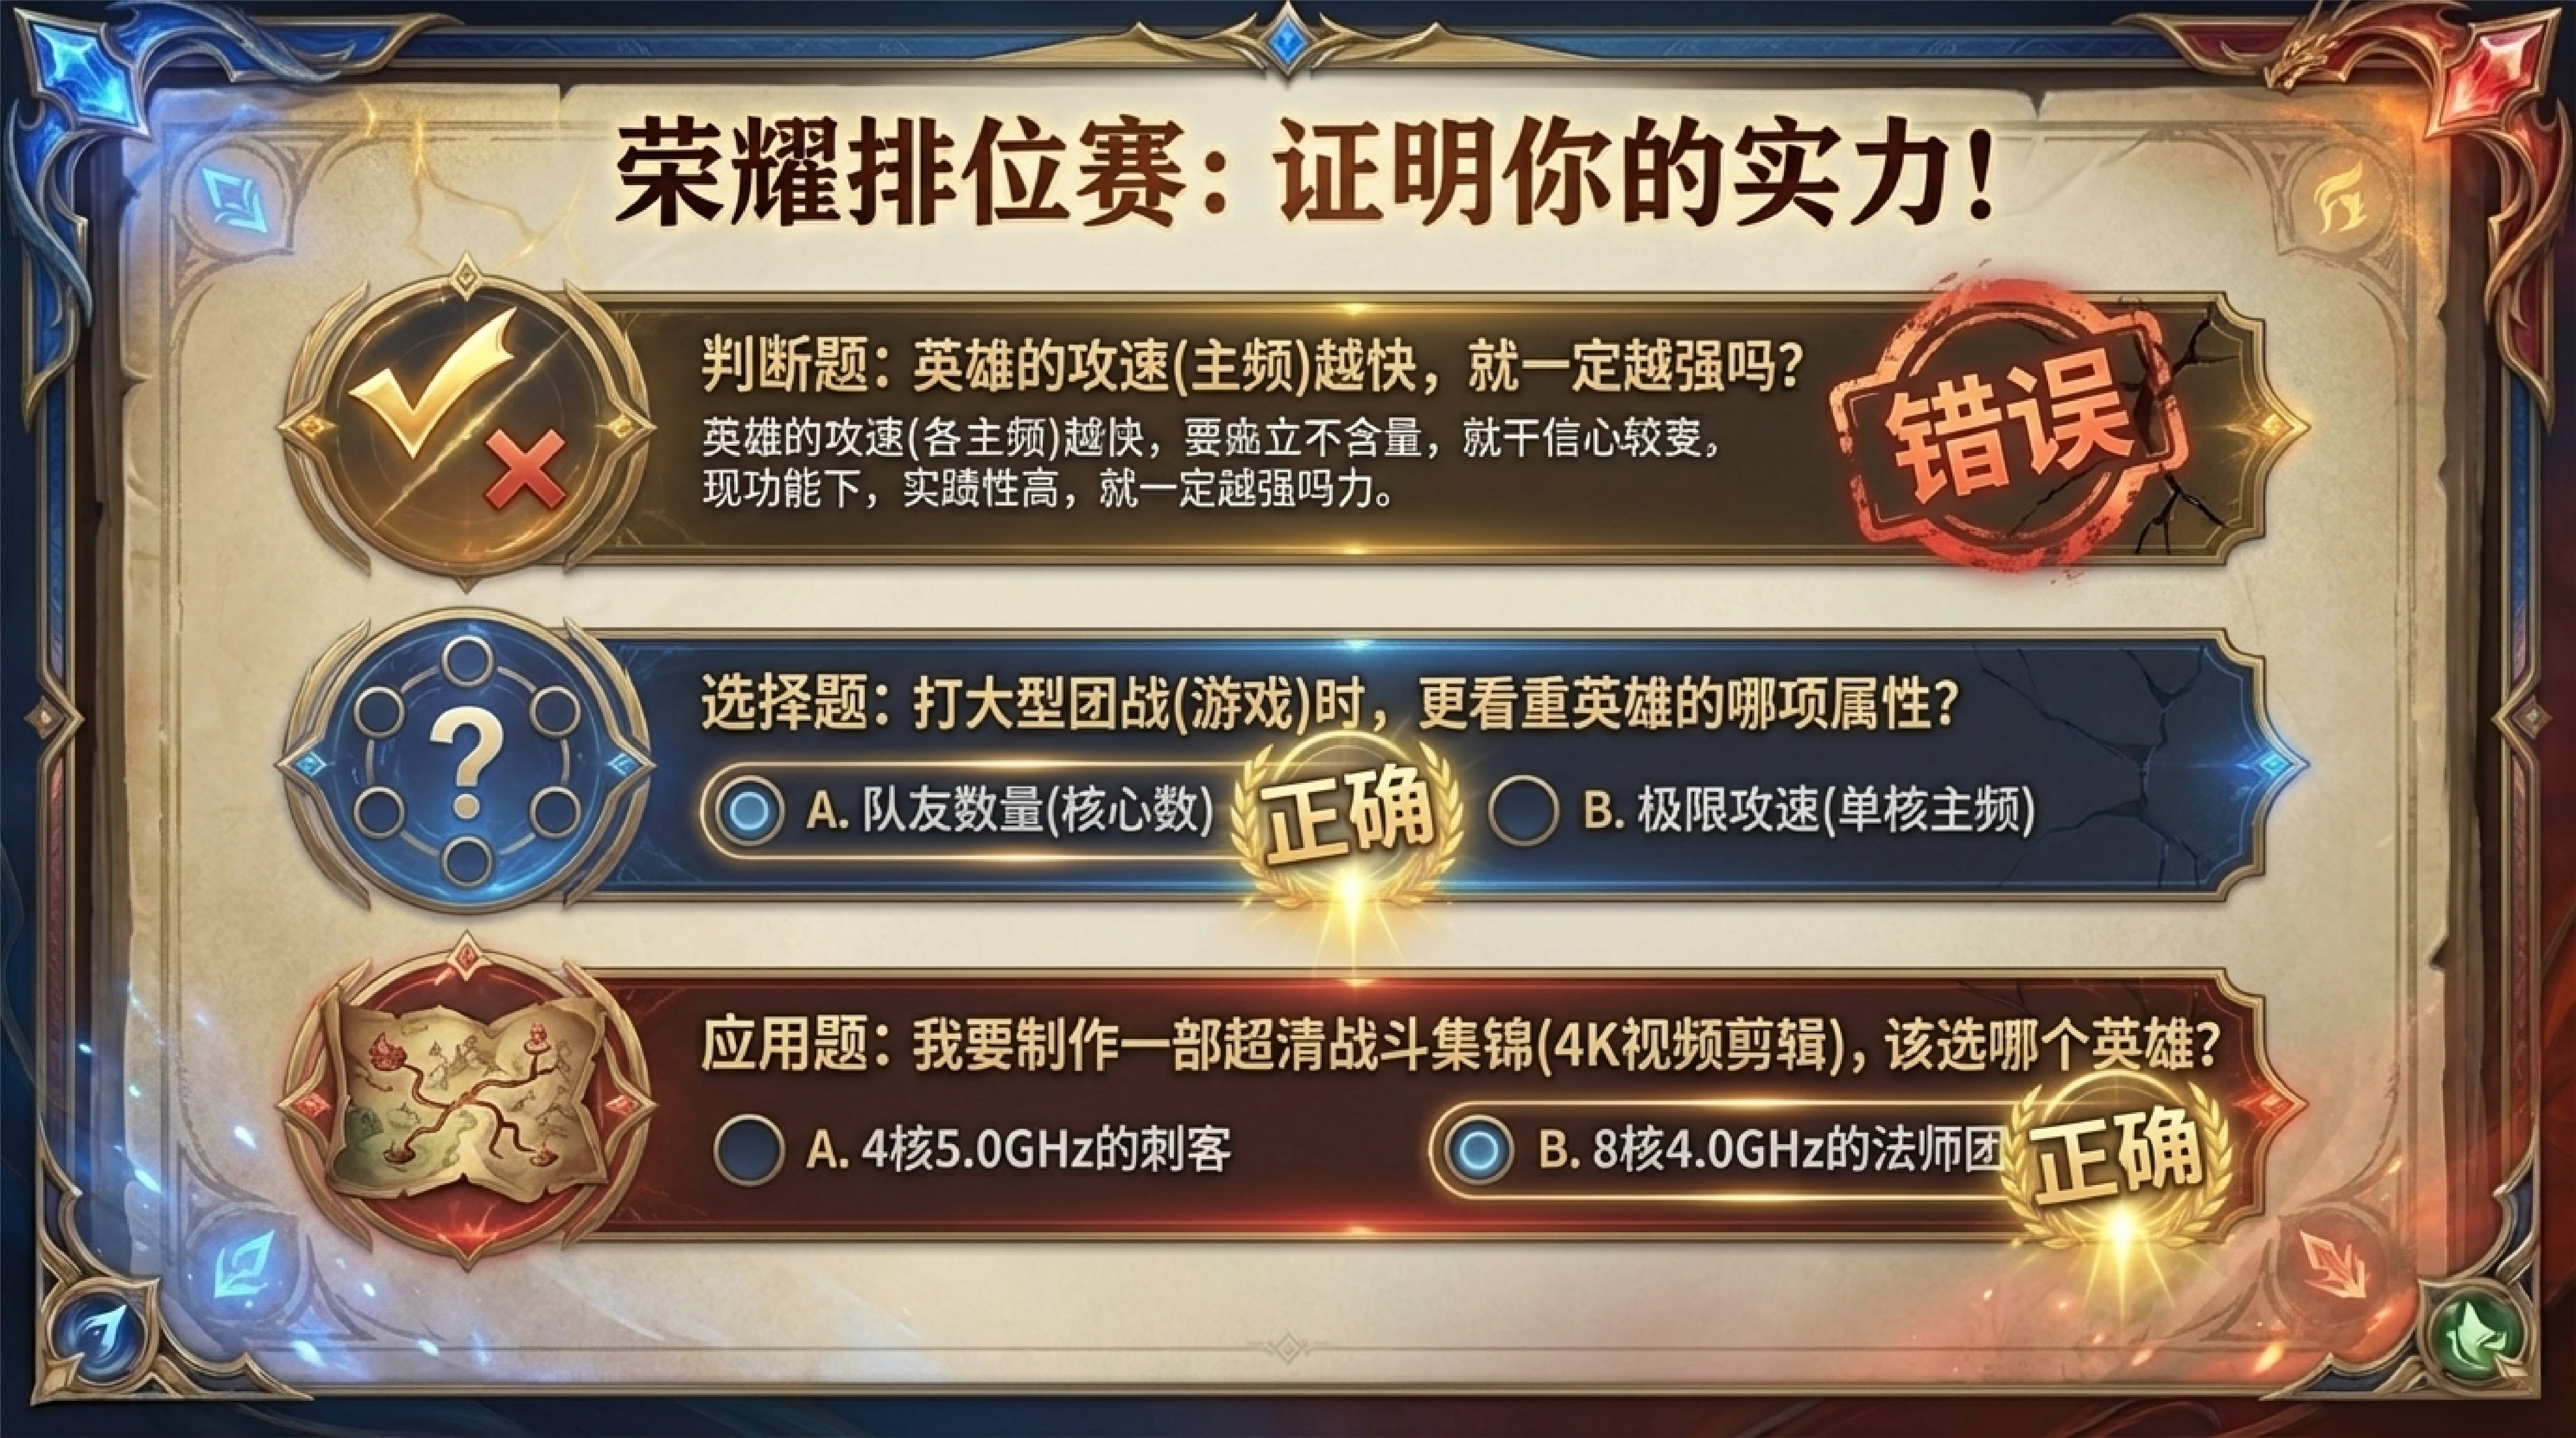 荣耀排位赛：证明你的实力！
判断题：英雄的攻速(主频)越快，就一定越强吗？
错误
英雄的攻速(各主频)越快，要立不含量，就干信心较变。
现功能下，实性高，就一定越强吗力。
选择题：打大型团战(游戏)时，更看重英雄的哪项属性？
A. 队友数量(核心数)
正确
B. 极限攻速(单核主频)
应用题：我要制作一部超清战斗集锦(4K视频剪辑)，该选哪个英雄？
A. 4核5.0GHz的刺客
B. 8核4.0GHz的法师团
正确